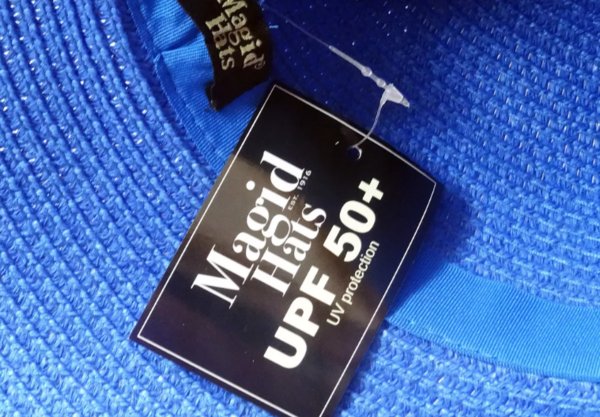 Magid®
Hats
Magid
EST. 1916
Hats
UPF 50+
UV protection